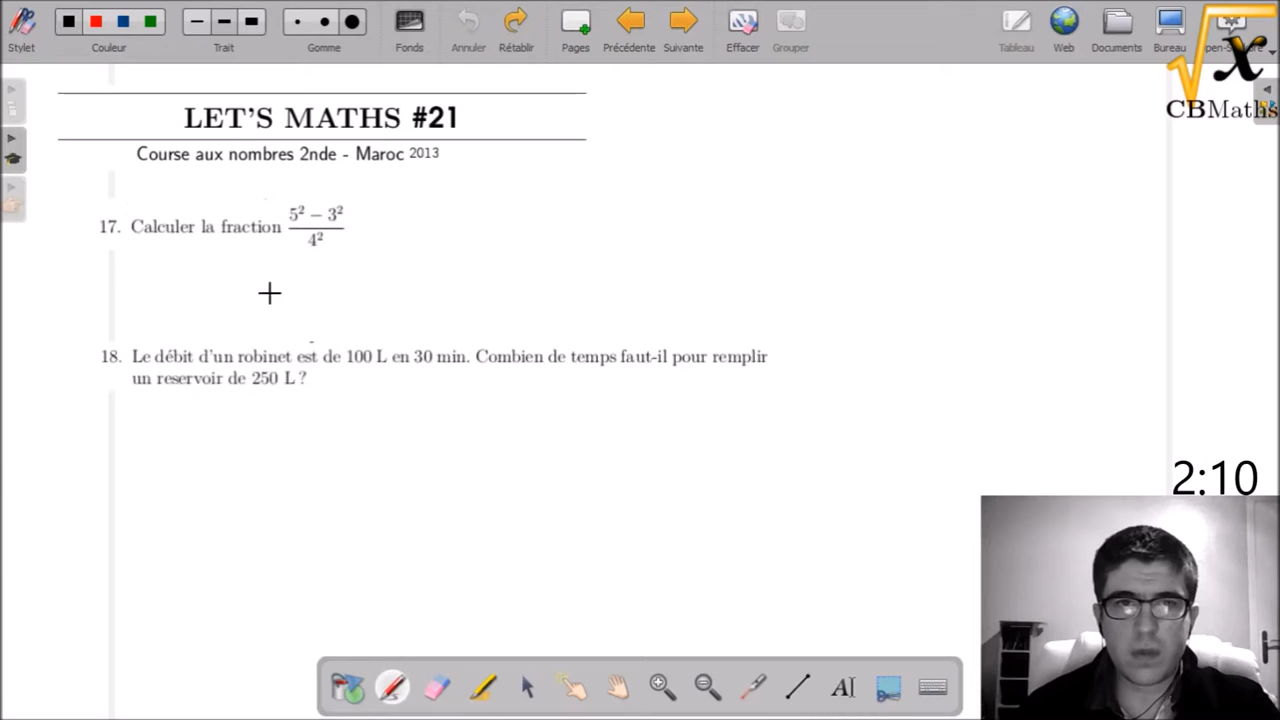 Stylet Couleur Trait Gomme Fonds Annuler Rétablir Pages Précédente Suivante Effacer Grouper Tableau Web Documents Bureau
CBMaths
LET'S MATHS #21
Course aux nombres 2nde - Maroc 2013
17. Calculer la fraction (5² − 3²)/4²
18. Le débit d'un robinet est de 100 L en 30 min. Combien de temps faut-il pour remplir
un reservoir de 250 L ?
2:10